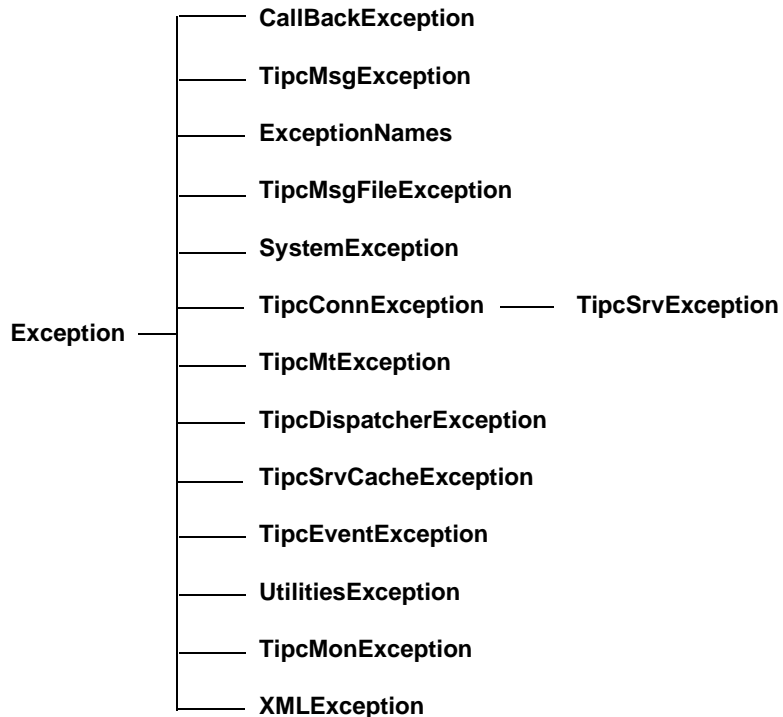 CallBackException
TipcMsgException
ExceptionNames
TipcMsgFileException
SystemException
TipcConnException
TipcSrvException
Exception
TipcMtException
TipcDispatcherException
TipcSrvCacheException
TipcEventException
UtilitiesException
TipcMonException
XMLException